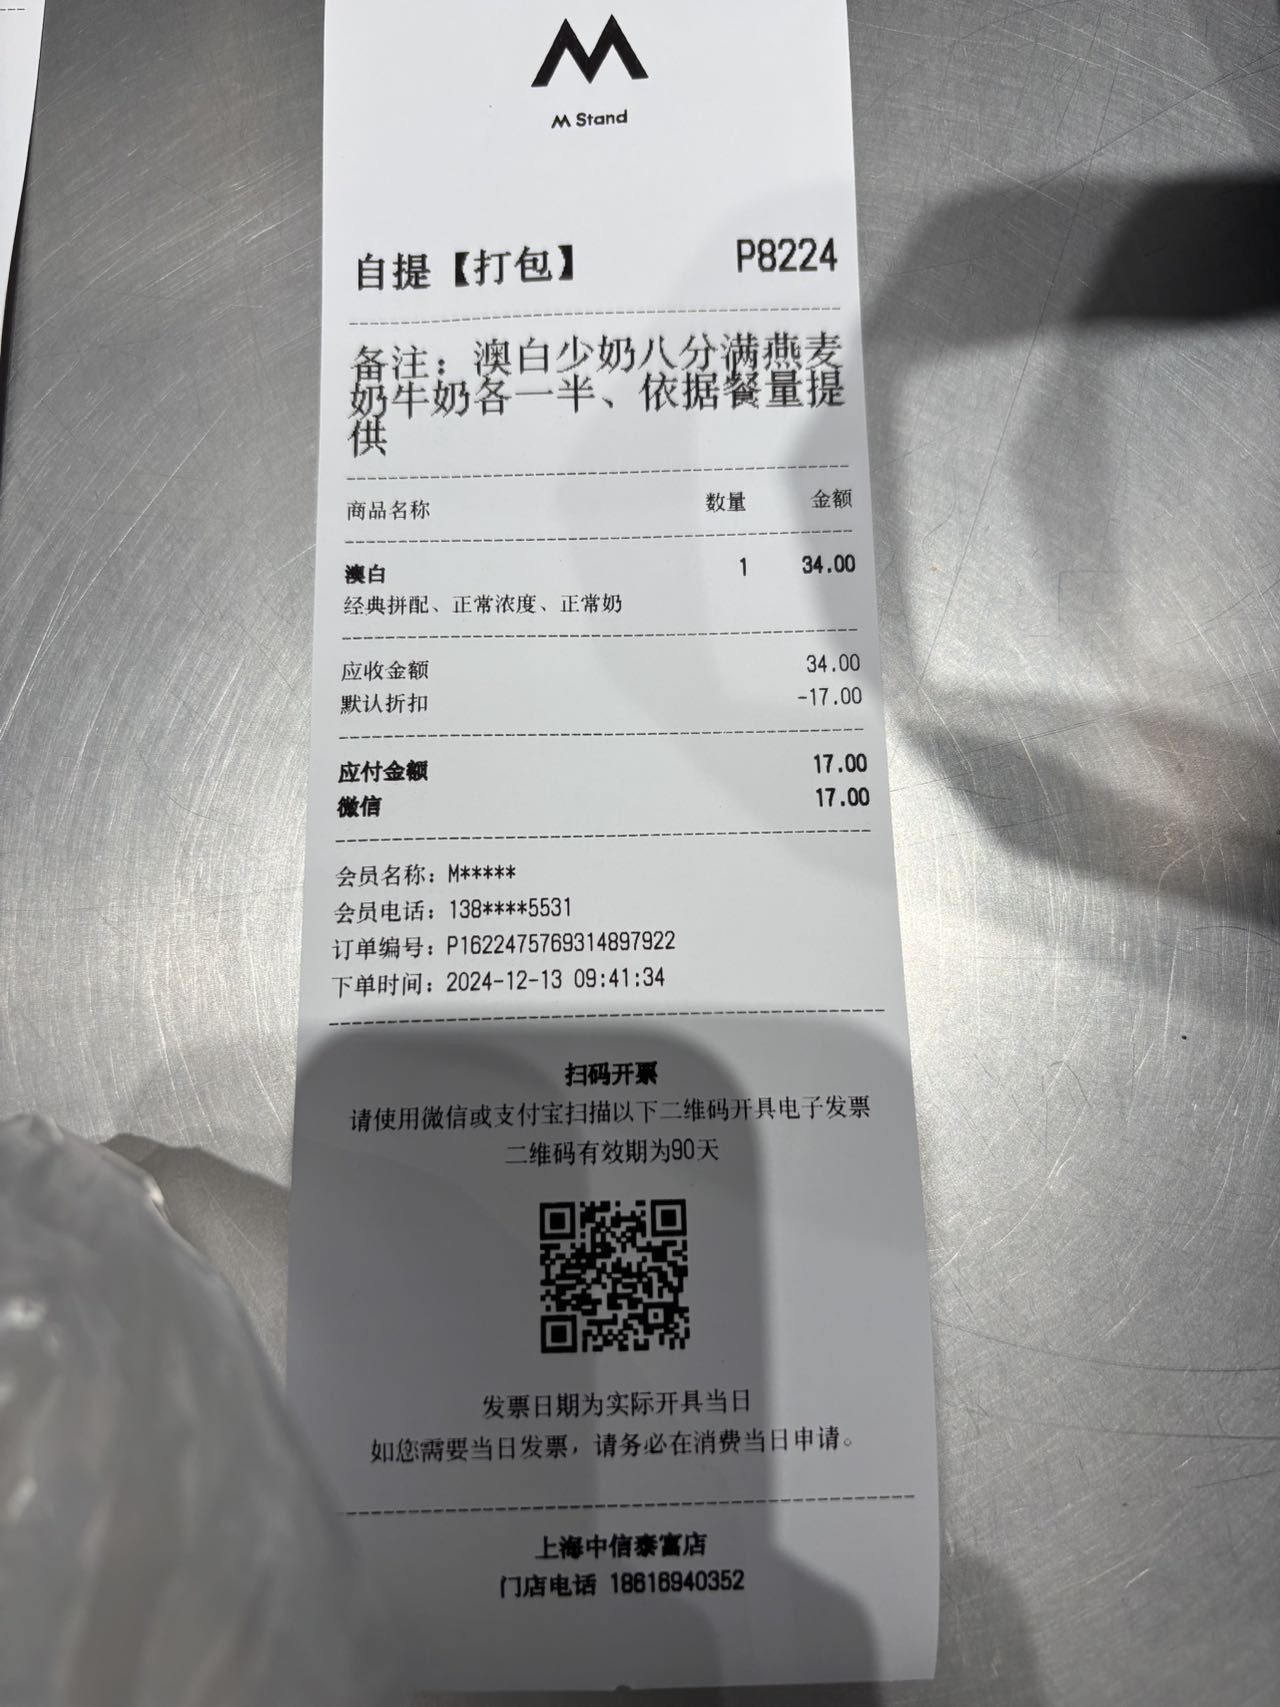 M Stand
自提【打包】 P8224
备注：澳白少奶八分满燕麦
奶牛奶各一半、依据餐量提
供
商品名称 数量 金额
澳白 1 34.00
经典拼配、正常浓度、正常奶
应收金额 34.00
默认折扣 -17.00
应付金额 17.00
微信 17.00
会员名称：M*****
会员电话：138****5531
订单编号：P1622475769314897922
下单时间：2024-12-13 09:41:34
扫码开票
请使用微信或支付宝扫描以下二维码开具电子发票
二维码有效期为90天
发票日期为实际开具当日
如您需要当日发票，请务必在消费当日申请。
上海中信泰富店
门店电话 18616940352